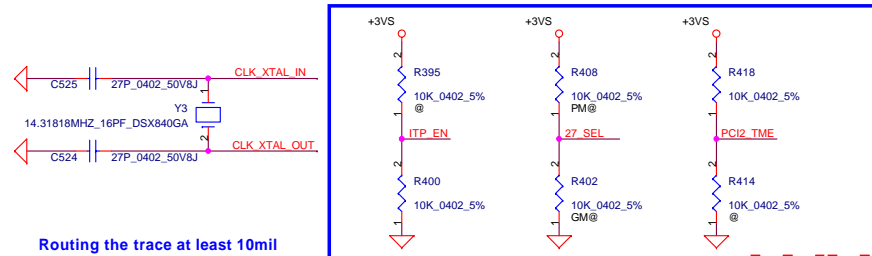 +3VS
+3VS
+3VS
C525
27P_0402_50V8J
CLK_XTAL_IN
1
Y3
14.31818MHZ_16PF_DSX840GA
2
C524
27P_0402_50V8J
CLK_XTAL_OUT
Routing the trace at least 10mil
2
R395
10K_0402_5%
1
@
ITP_EN
2
R400
10K_0402_5%
1
2
R408
10K_0402_5%
1
PM@
27_SEL
2
R402
10K_0402_5%
1
GM@
2
R418
10K_0402_5%
1
PCI2_TME
2
R414
10K_0402_5%
1
@